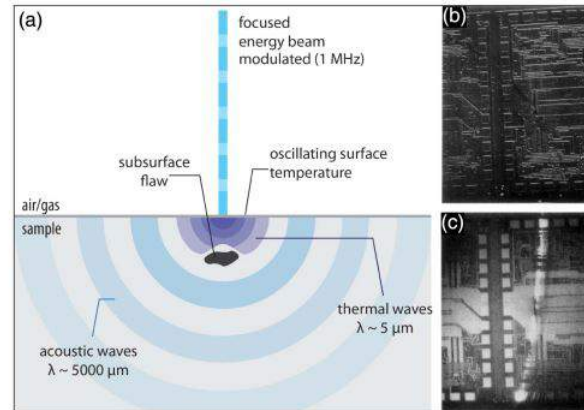 (a)
focused
energy beam
modulated (1 MHz)
subsurface
flaw
oscillating surface
temperature
air/gas
sample
thermal waves
λ ~ 5 μm
acoustic waves
λ ~ 5000 μm
(b)
(c)